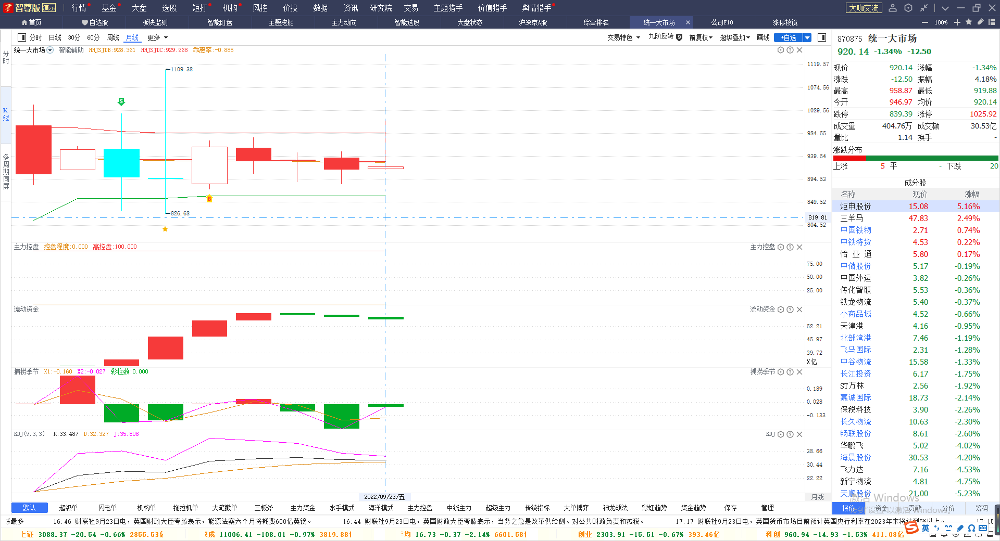 智尊版 演示 行情 基金 大盘 选股 短打 机构 风控 价投 数据 资讯 研究院 交易 主题猎手 价值猎手 舆情猎手 大咖交流
首页 自选股 板块监测 智能盯盘 主题挖掘 主力动向 智能选股 大盘状态 沪深京A股 综合排名 统一大市场 × 公司F10 涨停棱镜 100%
分时 日线 30分 60分 周线 月线 更多 交易特色 九阶反转 9 前复权 超级叠加 画线 +自选
870875 统一大市场
920.14 -1.34% -12.50
统一大市场 智能辅助 HHJSJDB:928.361 HHJSJDC:929.968 乖离率:-0.885
分时
K线
多周期同屏
1109.38
S
B
826.68
1119.57
1074.56
1029.56
984.55
939.54
894.53
849.52
819.81
804.52
主力控盘 控盘程度:0.000 高控盘:100.000 主力控盘
75.00
50.00
25.00
流动资金 流动资金
52.21
45.97
39.72
X亿
捕捞季节 X1:-0.160 X2:-0.027 彩柱数:0.000 捕捞季节
0.189
0.028
-0.133
KDJ(9,3,3) K:33.487 D:32.327 J:35.808 KDJ
38.66
30.44
22.22
2022/09/23/五 月线
现价 920.14 涨幅 -1.34%
涨跌 -12.50 振幅 4.18%
最高 958.87 最低 919.88
今开 946.97 均价 920.14
跌停 839.39 涨停 1025.92
成交量 404.76万 成交额 30.53亿
量比 1.14 换手 -
涨跌分布
上涨 5 平 - 下跌 20
成分股
名称 现价 涨幅
炬申股份 15.08 5.16%
三羊马 47.83 2.49%
中国铁物 2.71 0.74%
中铁特货 4.53 0.22%
怡 亚 通 5.80 0.17%
中储股份 5.17 -0.19%
中国外运 3.82 -0.26%
传化智联 5.53 -0.36%
铁龙物流 5.40 -0.37%
小商品城 4.52 -0.66%
天津港 4.16 -0.95%
北部湾港 7.46 -1.19%
飞马国际 2.31 -1.28%
中谷物流 15.58 -1.33%
长江投资 6.17 -1.75%
ST万林 2.56 -1.92%
嘉诚国际 18.73 -2.14%
保税科技 3.90 -2.26%
长久物流 10.63 -2.30%
畅联股份 8.61 -2.60%
华鹏飞 5.02 -4.02%
海晨股份 30.53 -4.20%
飞力达 7.16 -4.53%
新宁物流 4.81 -4.75%
天顺股份 21.00 -5.23%
激活 Windows
转到"设置"以激活 Windows。
默认 超级单 闪电单 机构单 拖拉机单 大笔撤单 三板斧 主力资金 水手模式 海洋模式 主力控盘 中线主力 超级主力 传统指标 大单博弈 神龙战法 彩虹趋势 资金趋势 保存 管理
报价 资金 贡献 分价 筹码
求最多 16:46 财联社9月23日电，英国财政大臣夸滕表示，能源法案六个月将耗费600亿英镑。 16:44 财联社9月23日电，英国财政大臣夸滕表示，当务之急是改革供给侧、对公共财政负责和减税。 17:17 财联社9月23日电，英国货币市场目前预计英国央行利率在2023年末将达到5%以上。 17:15
上证 3088.37 -20.54 -0.66% 2855.53亿 成 11006.41 -108.01 -0.97% 3819.88亿 平均 16.73 -0.37 -2.14% 6601.58亿 创业 2303.91 -15.51 -0.67% 393.46亿 科创 960.94 -14.93 -1.53% 411.08亿
英